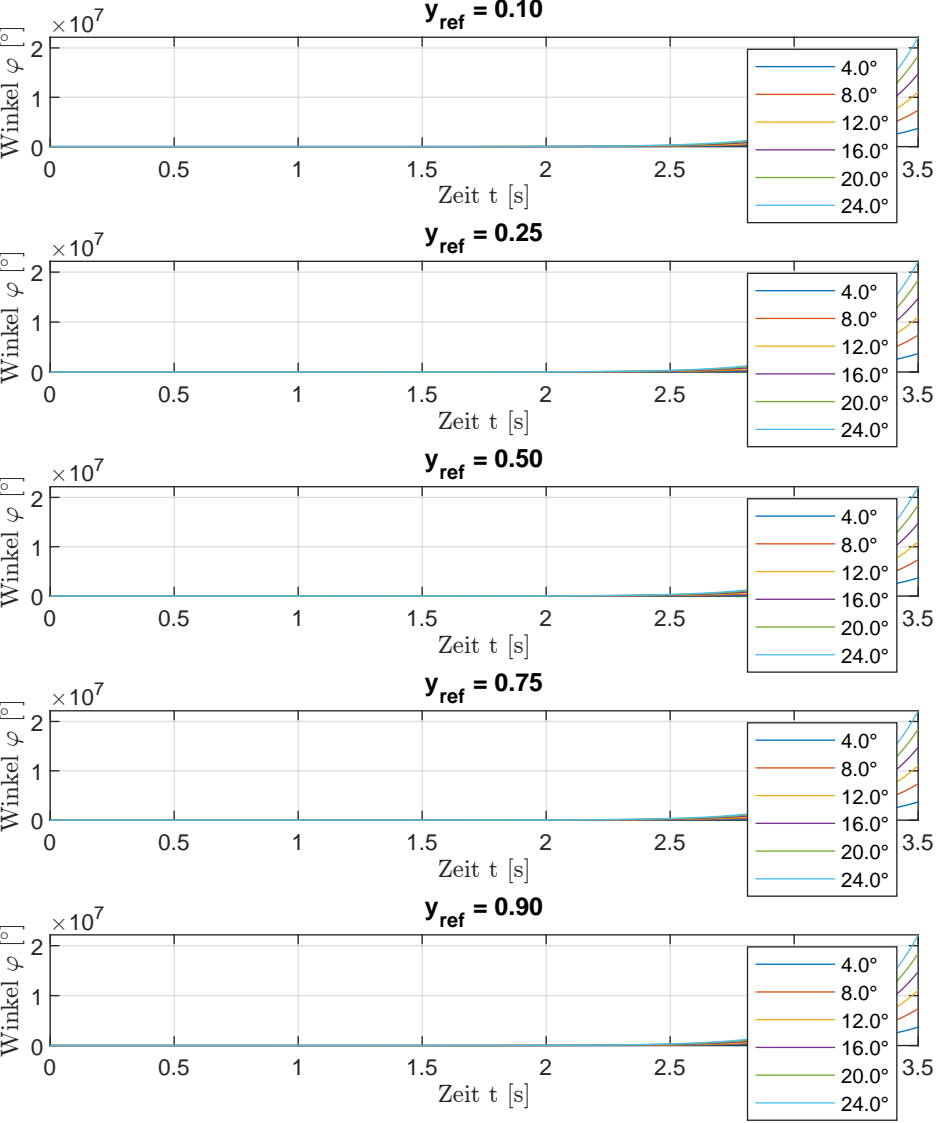 y_ref = 0.10
×10^7
Winkel φ [°]
2
1
0
0 0.5 1 1.5 2 2.5 3.5
Zeit t [s]
4.0°
8.0°
12.0°
16.0°
20.0°
24.0°
y_ref = 0.25
×10^7
Winkel φ [°]
2
1
0
0 0.5 1 1.5 2 2.5 3.5
Zeit t [s]
4.0°
8.0°
12.0°
16.0°
20.0°
24.0°
y_ref = 0.50
×10^7
Winkel φ [°]
2
1
0
0 0.5 1 1.5 2 2.5 3.5
Zeit t [s]
4.0°
8.0°
12.0°
16.0°
20.0°
24.0°
y_ref = 0.75
×10^7
Winkel φ [°]
2
1
0
0 0.5 1 1.5 2 2.5 3.5
Zeit t [s]
4.0°
8.0°
12.0°
16.0°
20.0°
24.0°
y_ref = 0.90
×10^7
Winkel φ [°]
2
1
0
0 0.5 1 1.5 2 2.5 3.5
Zeit t [s]
4.0°
8.0°
12.0°
16.0°
20.0°
24.0°